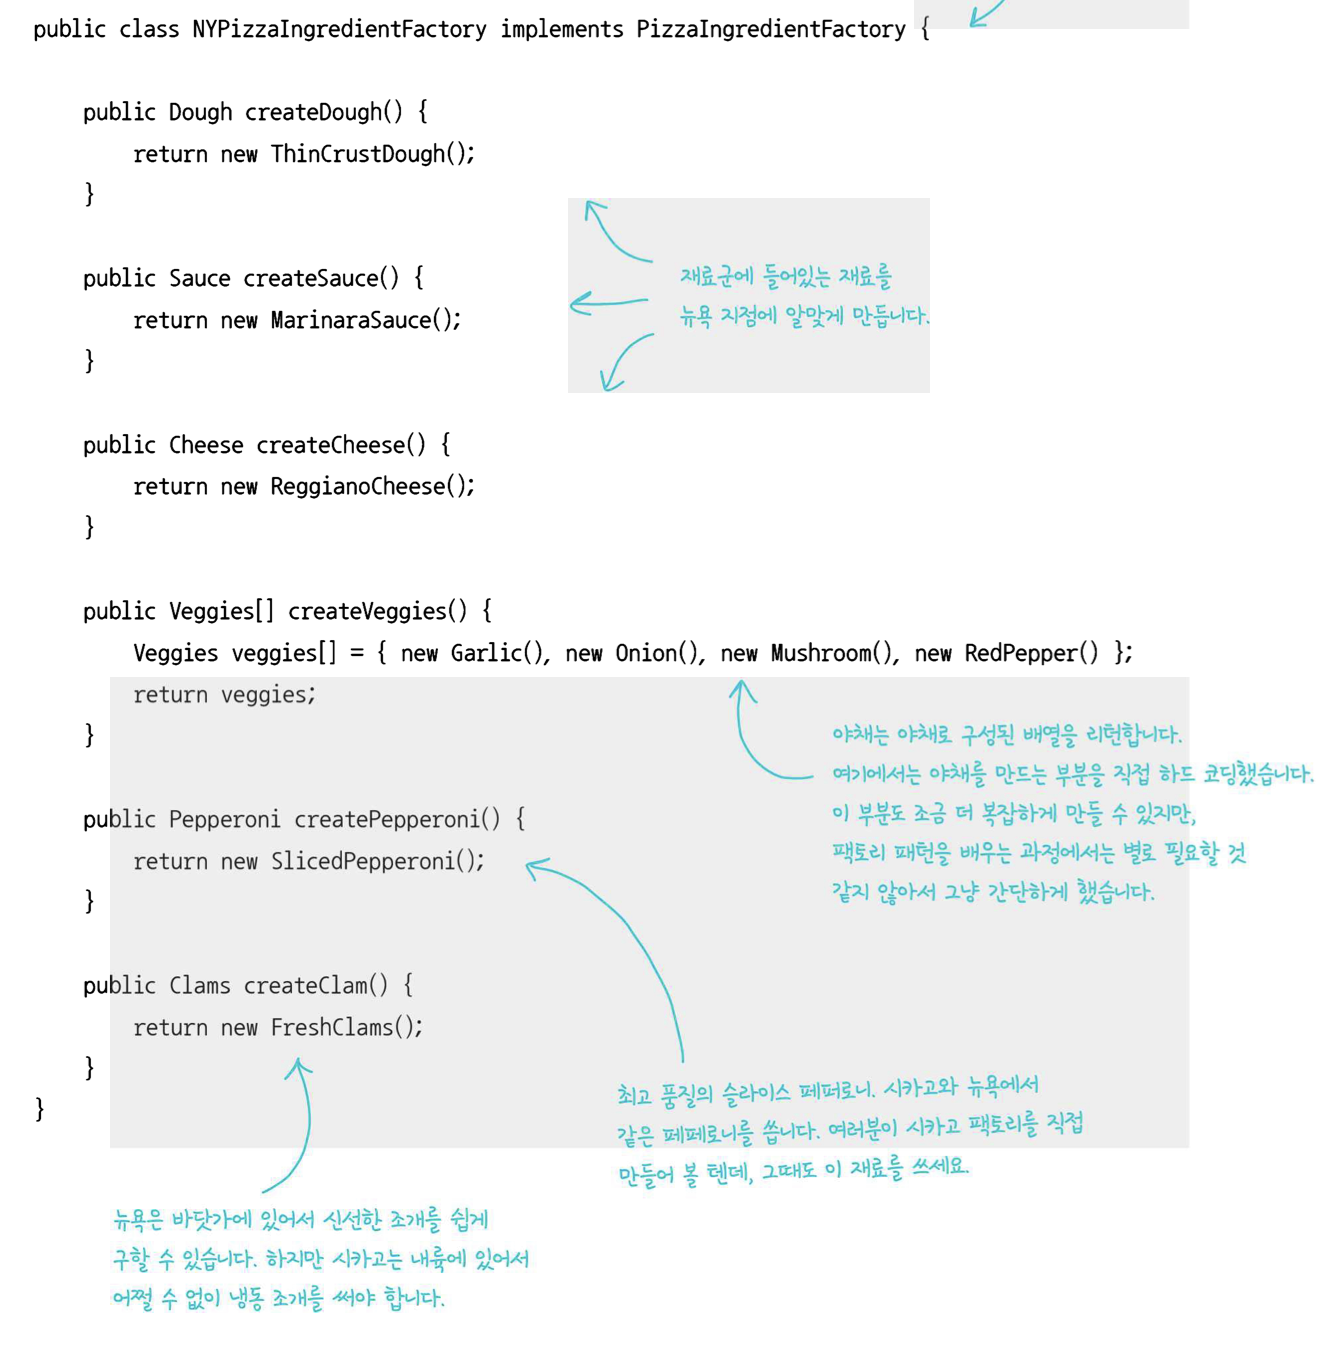 public class NYPizzaIngredientFactory implements PizzaIngredientFactory {
public Dough createDough() {
return new ThinCrustDough();
}
public Sauce createSauce() {
return new MarinaraSauce();
}
재료군에 들어있는 재료를
뉴욕 지점에 알맞게 만듭니다.
public Cheese createCheese() {
return new ReggianoCheese();
}
public Veggies[] createVeggies() {
Veggies veggies[] = { new Garlic(), new Onion(), new Mushroom(), new RedPepper() };
return veggies;
}
야채는 야채로 구성된 배열을 리턴합니다.
여기에서는 야채를 만드는 부분을 직접 하드 코딩했습니다.
이 부분도 조금 더 복잡하게 만들 수 있지만,
팩토리 패턴을 배우는 과정에서는 별로 필요할 것
같지 않아서 그냥 간단하게 했습니다.
public Pepperoni createPepperoni() {
return new SlicedPepperoni();
}
public Clams createClam() {
return new FreshClams();
}
}
최고 품질의 슬라이스 페퍼로니. 시카고와 뉴욕에서
같은 페페로니를 씁니다. 여러분이 시카고 팩토리를 직접
만들어 볼 텐데, 그때도 이 재료를 쓰세요.
뉴욕은 바닷가에 있어서 신선한 조개를 쉽게
구할 수 있습니다. 하지만 시카고는 내륙에 있어서
어쩔 수 없이 냉동 조개를 써야 합니다.